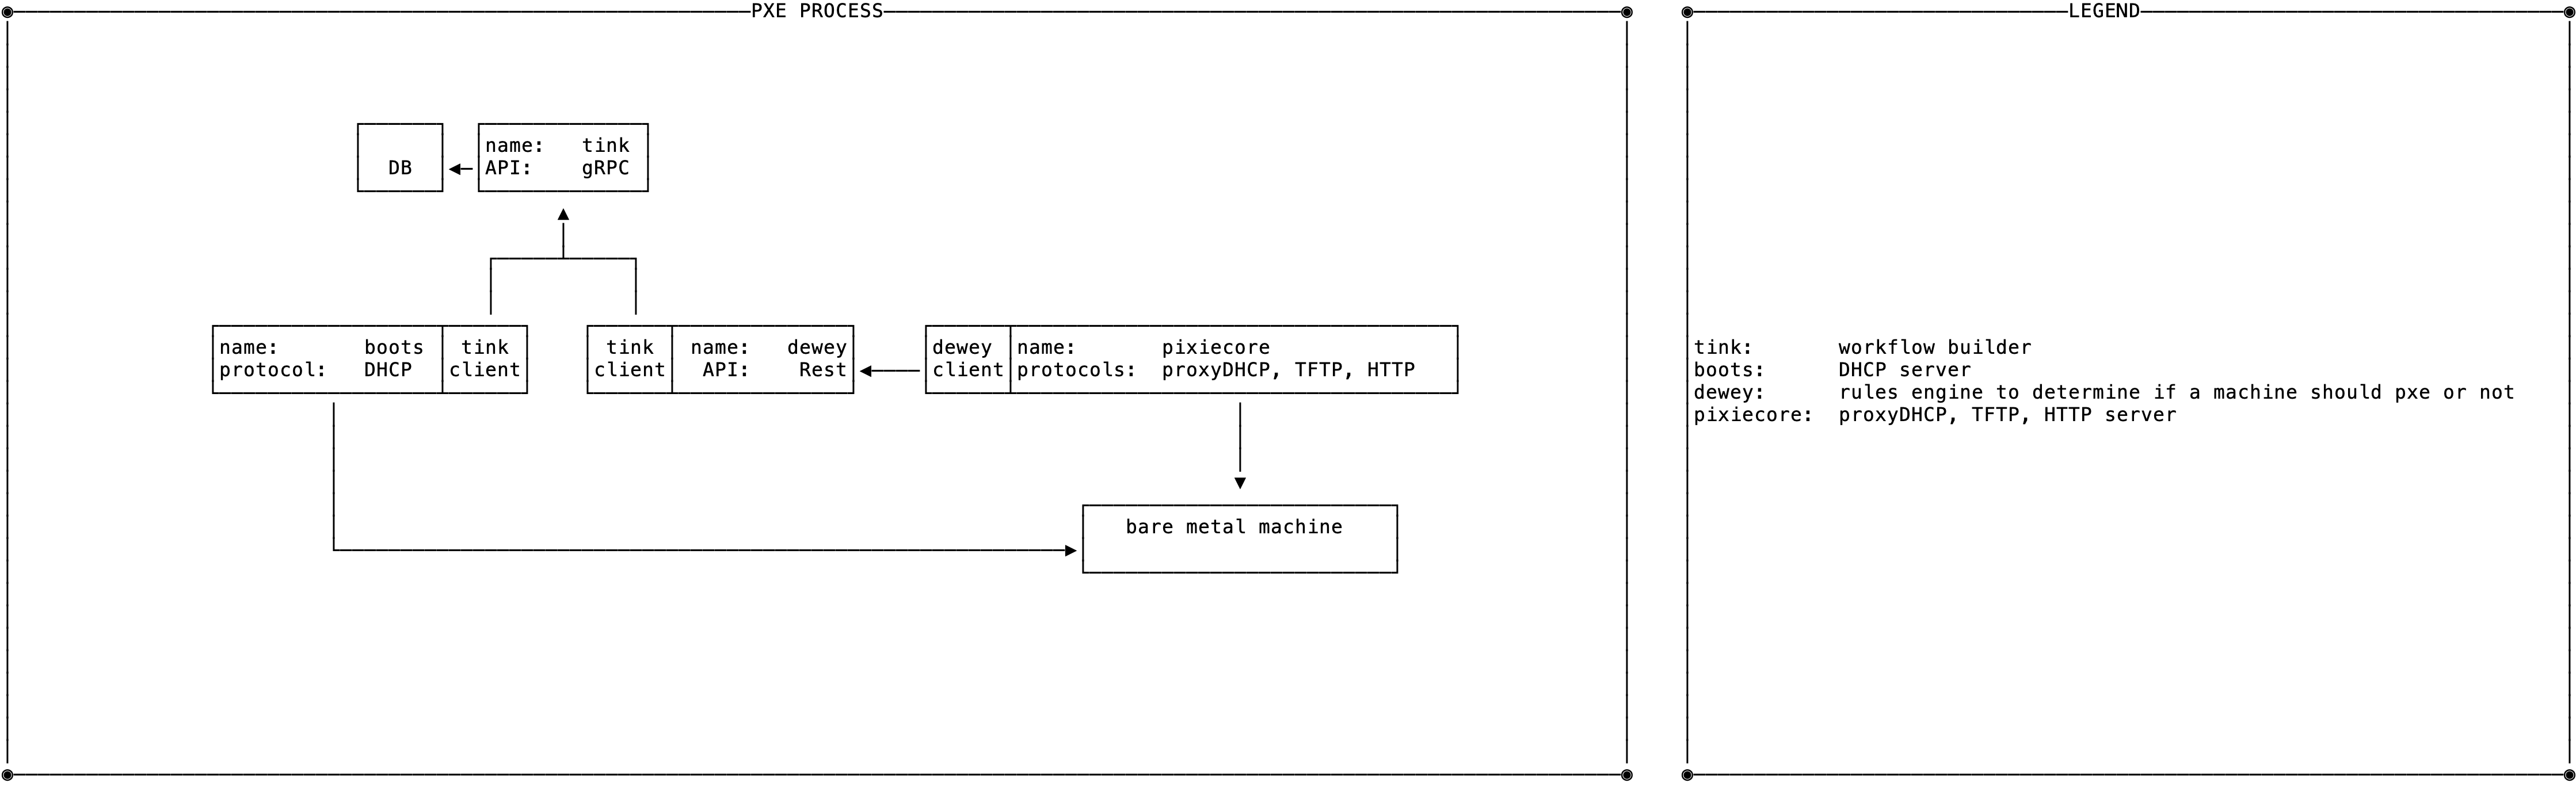 PXE PROCESS
DB
name: tink
API: gRPC
name: boots
protocol: DHCP
tink
client
tink
client
name: dewey
API: Rest
dewey
client
name: pixiecore
protocols: proxyDHCP, TFTP, HTTP
bare metal machine
LEGEND
tink: workflow builder
boots: DHCP server
dewey: rules engine to determine if a machine should pxe or not
pixiecore: proxyDHCP, TFTP, HTTP server